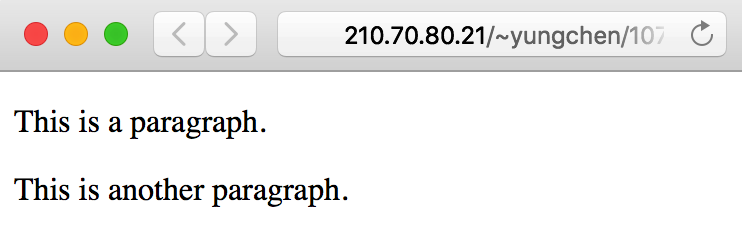 210.70.80.21/~yungchen/107
This is a paragraph.
This is another paragraph.